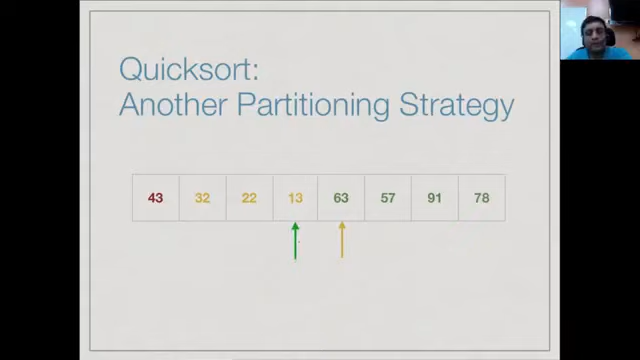 Quicksort:
Another Partitioning Strategy
43 32 22 13 63 57 91 78